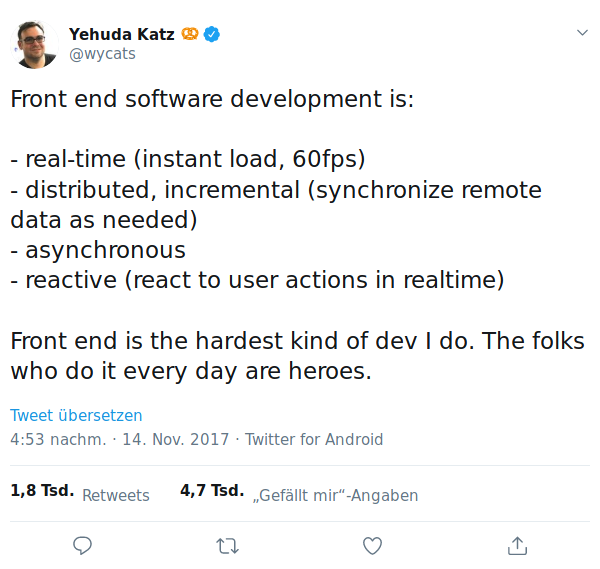 Yehuda Katz 🥨
@wycats
Front end software development is:
- real-time (instant load, 60fps)
- distributed, incremental (synchronize remote
data as needed)
- asynchronous
- reactive (react to user actions in realtime)
Front end is the hardest kind of dev I do. The folks
who do it every day are heroes.
Tweet übersetzen
4:53 nachm. · 14. Nov. 2017 · Twitter for Android
1,8 Tsd. Retweets 4,7 Tsd. „Gefällt mir“-Angaben